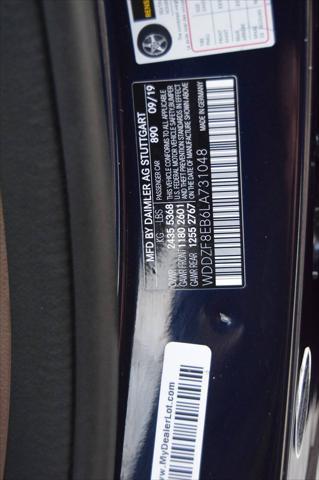 MFD BY DAIMLER AG STUTTGART
PASSENGER CAR 890 09/19
KG LBS
GVWR 2435 5368
GAWR FRONT 1180 2601
GAWR REAR 1255 2767
THIS VEHICLE CONFORMS TO ALL APPLICABLE
U.S. FEDERAL MOTOR VEHICLE SAFETY/BUMPER
AND THEFT PREVENTION STANDARDS IN
EFFECT ON THE DATE OF MANUFACTURE SHOWN ABOVE
MADE IN GERMANY
WDDZF8EB6LA731048
www.MyDealerLot.com